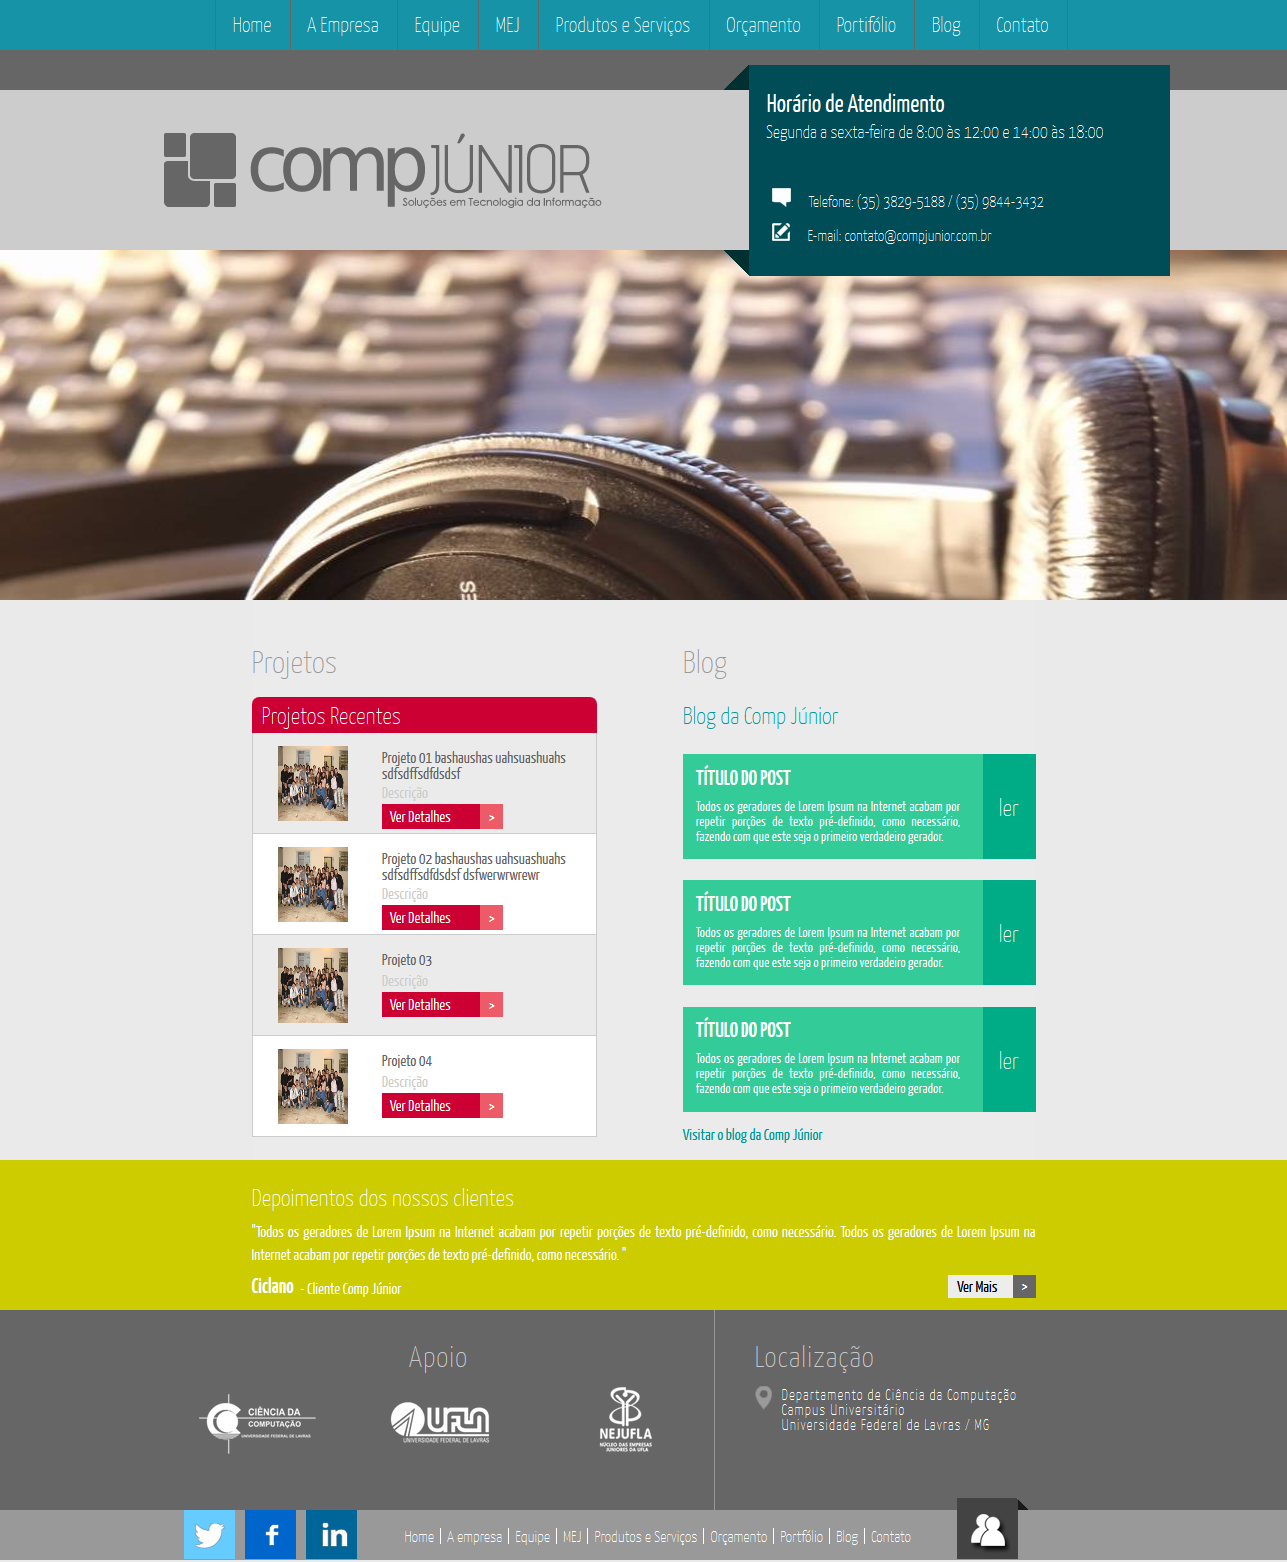 Home A Empresa Equipe MEJ Produtos e Serviços Orçamento Portifólio Blog Contato
Horário de Atendimento
Segunda a sexta-feira de 8:00 às 12:00 e 14:00 às 18:00
compJÚNIOR
Soluções em Tecnologia da Informação
Telefone: (35) 3829-5188 / (35) 9844-3432
E-mail: contato@compjunior.com.br
SE
Projetos
Projetos Recentes
Projeto 01 bashaushas uahsuashuahs
sdfsdffsdfdsdsf
Descrição
Ver Detalhes >
Projeto 02 bashaushas uahsuashuahs
sdfsdffsdfdsdsf dsfwerwrwrewr
Descrição
Ver Detalhes >
Projeto 03
Descrição
Ver Detalhes >
Projeto 04
Descrição
Ver Detalhes >
Blog
Blog da Comp Júnior
TÍTULO DO POST
Todos os geradores de Lorem Ipsum na Internet acabam por
repetir porções de texto pré-definido, como necessário,
fazendo com que este seja o primeiro verdadeiro gerador.
ler
TÍTULO DO POST
Todos os geradores de Lorem Ipsum na Internet acabam por
repetir porções de texto pré-definido, como necessário,
fazendo com que este seja o primeiro verdadeiro gerador.
ler
TÍTULO DO POST
Todos os geradores de Lorem Ipsum na Internet acabam por
repetir porções de texto pré-definido, como necessário,
fazendo com que este seja o primeiro verdadeiro gerador.
ler
Visitar o blog da Comp Júnior
Depoimentos dos nossos clientes
"Todos os geradores de Lorem Ipsum na Internet acabam por repetir porções de texto pré-definido, como necessário. Todos os geradores de Lorem Ipsum na
Internet acabam por repetir porções de texto pré-definido, como necessário. "
Ciclano - Cliente Comp Júnior
Ver Mais >
Apoio
CIÊNCIA DA
COMPUTAÇÃO
UNIVERSIDADE FEDERAL DE LAVRAS
UFLA
UNIVERSIDADE FEDERAL DE LAVRAS
NEJUFLA
NÚCLEO DAS EMPRESAS
JUNIORES DA UFLA
Localização
Departamento de Ciência da Computação
Campus Universitário
Universidade Federal de Lavras / MG
f
in
Home | A empresa | Equipe | MEJ | Produtos e Serviços | Orçamento | Portfólio | Blog | Contato